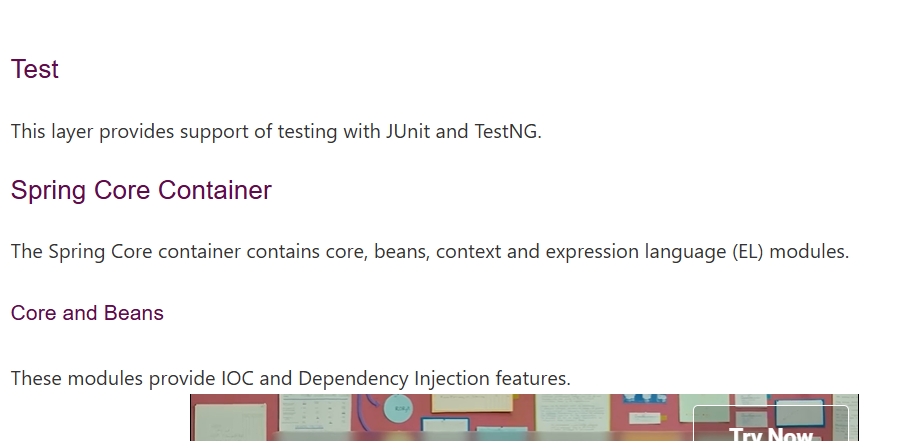 Test
This layer provides support of testing with JUnit and TestNG.
Spring Core Container
The Spring Core container contains core, beans, context and expression language (EL) modules.
Core and Beans
These modules provide IOC and Dependency Injection features.
Try Now